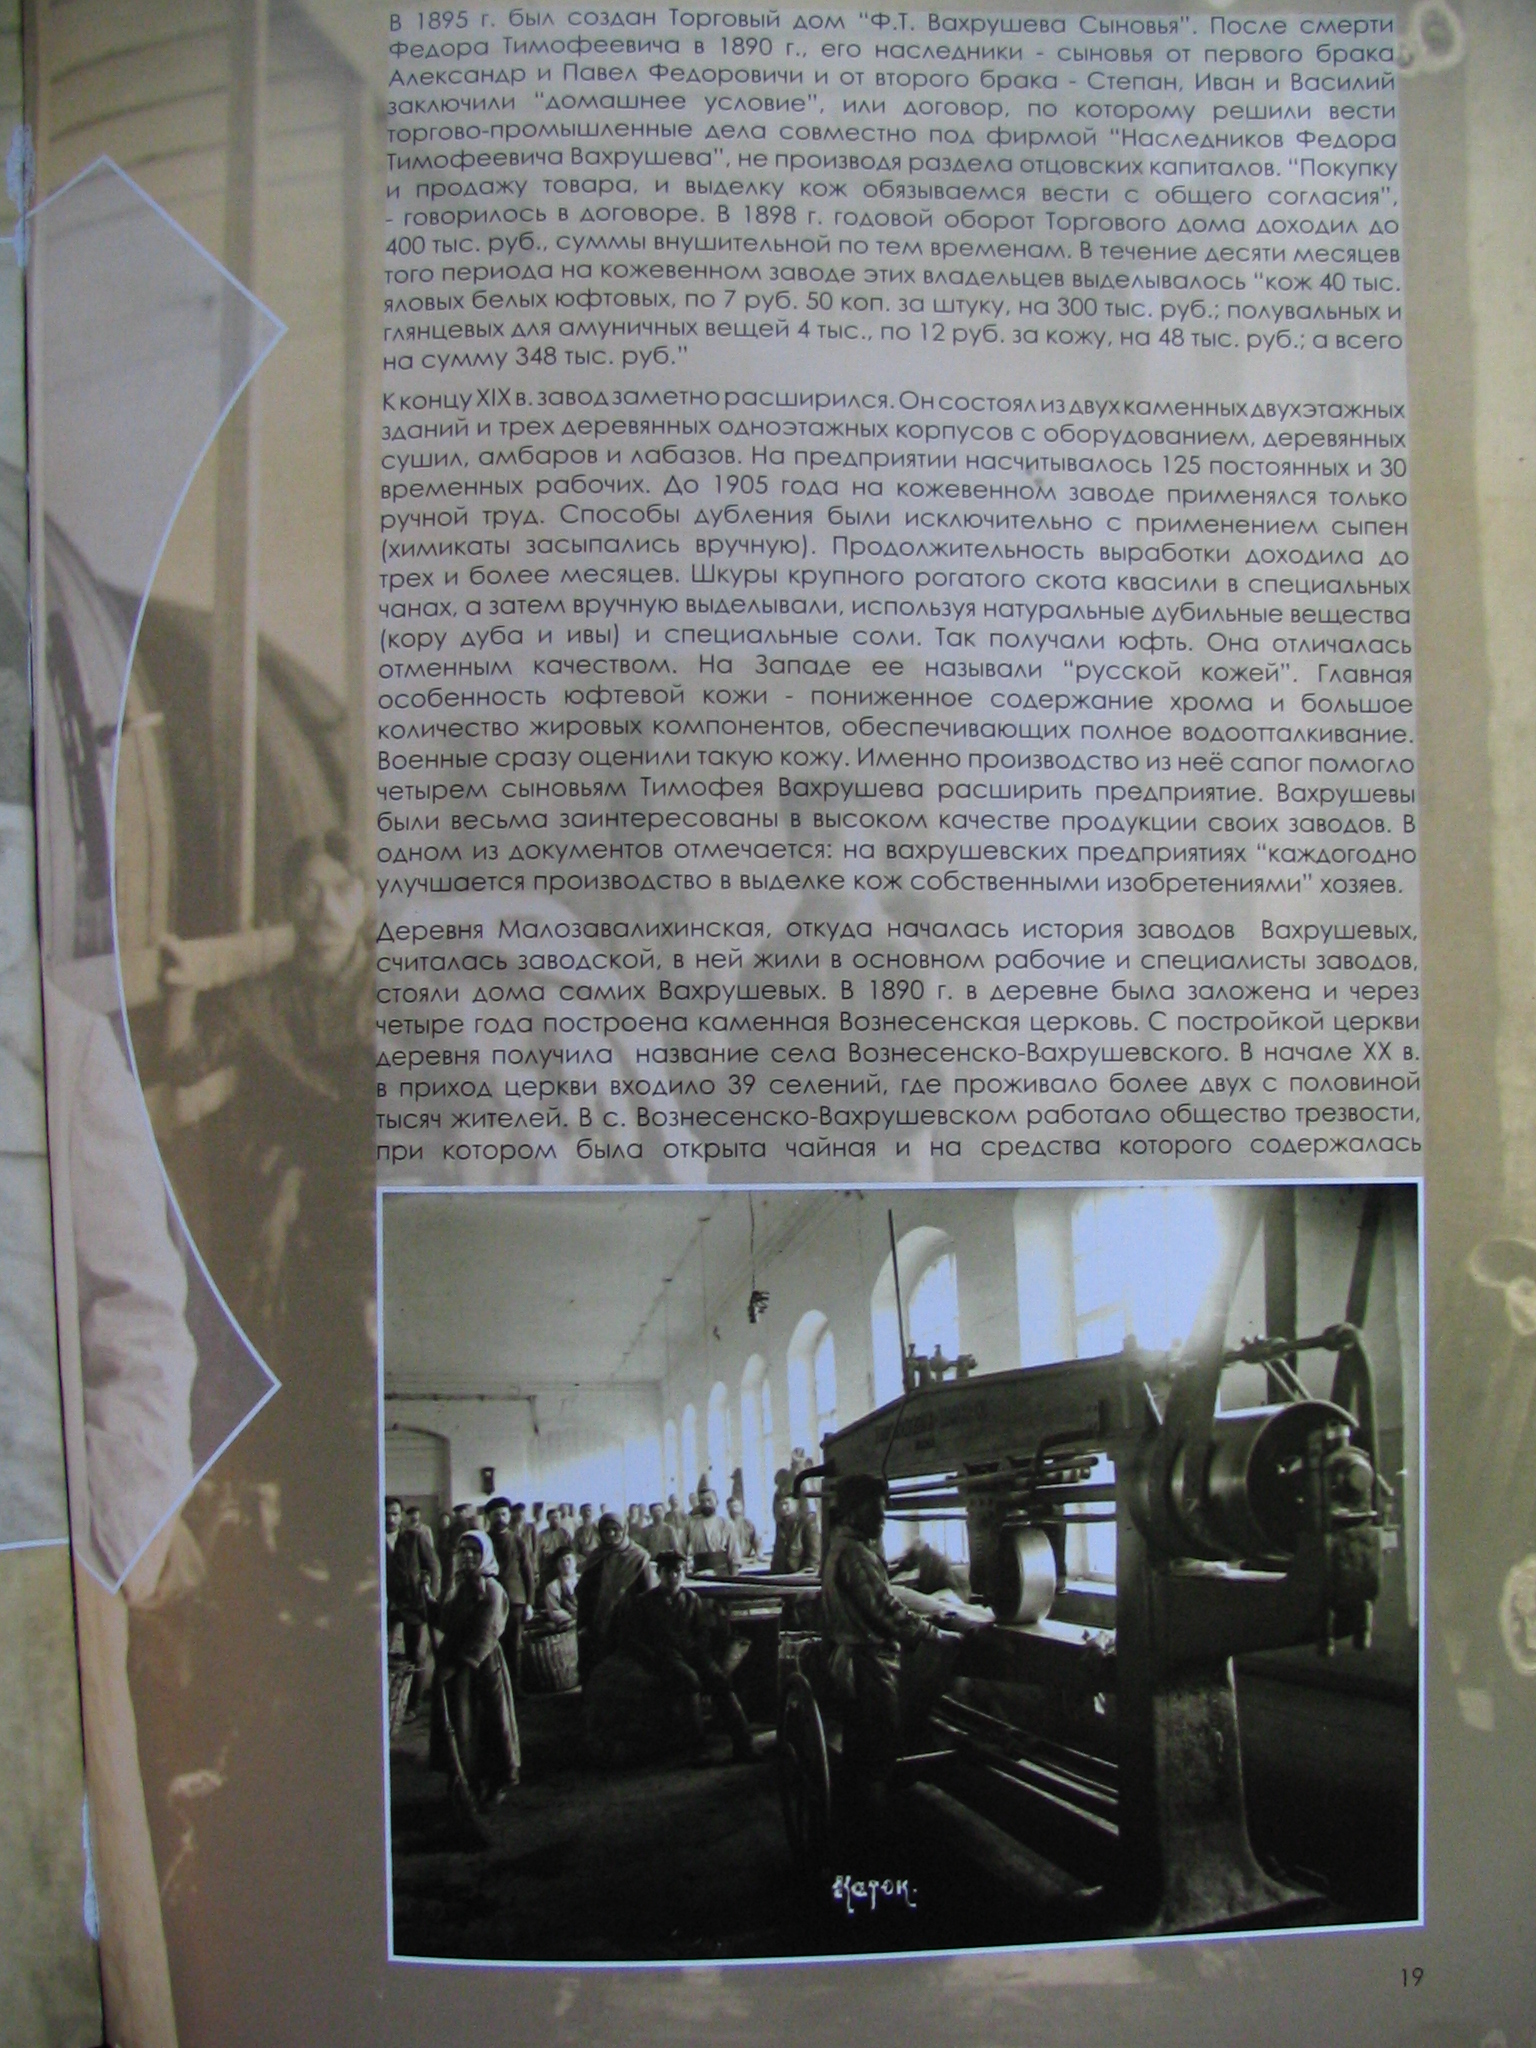 В 1895 г. был создан Торговый дом "Ф.Т. Вахрушева Сыновья". После смерти
Федора Тимофеевича в 1890 г., его наследники - сыновья от первого брака
Александр и Павел Федоровичи и от второго брака - Степан, Иван и Василий
заключили "домашнее условие", или договор, по которому решили вести
торгово-промышленные дела совместно под фирмой "Наследников Федора
Тимофеевича Вахрушева", не производя раздела отцовских капиталов. "Покупку
и продажу товара, и выделку кож обязываемся вести с общего согласия",
- говорилось в договоре. В 1898 г. годовой оборот Торгового дома доходил до
400 тыс. руб., суммы внушительной по тем временам. В течение десяти месяцев
того периода на кожевенном заводе этих владельцев выделывалось "кож 40 тыс.
яловых белых юфтовых, по 7 руб. 50 коп. за штуку, на 300 тыс. руб.; полувальных и
глянцевых для амуничных вещей 4 тыс., по 12 руб. за кожу, на 48 тыс. руб.; а всего
на сумму 348 тыс. руб."
К концу XIX в. завод заметно расширился. Он состоял из двух каменных двухэтажных
зданий и трех деревянных одноэтажных корпусов с оборудованием, деревянных
сушил, амбаров и лабазов. На предприятии насчитывалось 125 постоянных и 30
временных рабочих. До 1905 года на кожевенном заводе применялся только
ручной труд. Способы дубления были исключительно с применением сыпен
(химикаты засыпались вручную). Продолжительность выработки доходила до
трех и более месяцев. Шкуры крупного рогатого скота квасили в специальных
чанах, а затем вручную выделывали, используя натуральные дубильные вещества
(кору дуба и ивы) и специальные соли. Так получали юфть. Она отличалась
отменным качеством. На Западе ее называли "русской кожей". Главная
особенность юфтевой кожи - пониженное содержание хрома и большое
количество жировых компонентов, обеспечивающих полное водоотталкивание.
Военные сразу оценили такую кожу. Именно производство из неё сапог помогло
четырем сыновьям Тимофея Вахрушева расширить предприятие. Вахрушевы
были весьма заинтересованы в высоком качестве продукции своих заводов. В
одном из документов отмечается: на вахрушевских предприятиях "каждогодно
улучшается производство в выделке кож собственными изобретениями" хозяев.
Деревня Малозавалихинская, откуда началась история заводов Вахрушевых,
считалась заводской, в ней жили в основном рабочие и специалисты заводов,
стояли дома самих Вахрушевых. В 1890 г. в деревне была заложена и через
четыре года построена каменная Вознесенская церковь. С постройкой церкви
деревня получила название села Вознесенско-Вахрушевского. В начале XX в.
в приход церкви входило 39 селений, где проживало более двух с половиной
тысяч жителей. В с. Вознесенско-Вахрушевском работало общество трезвости,
при котором была открыта чайная и на средства которого содержалась
Каток.
19